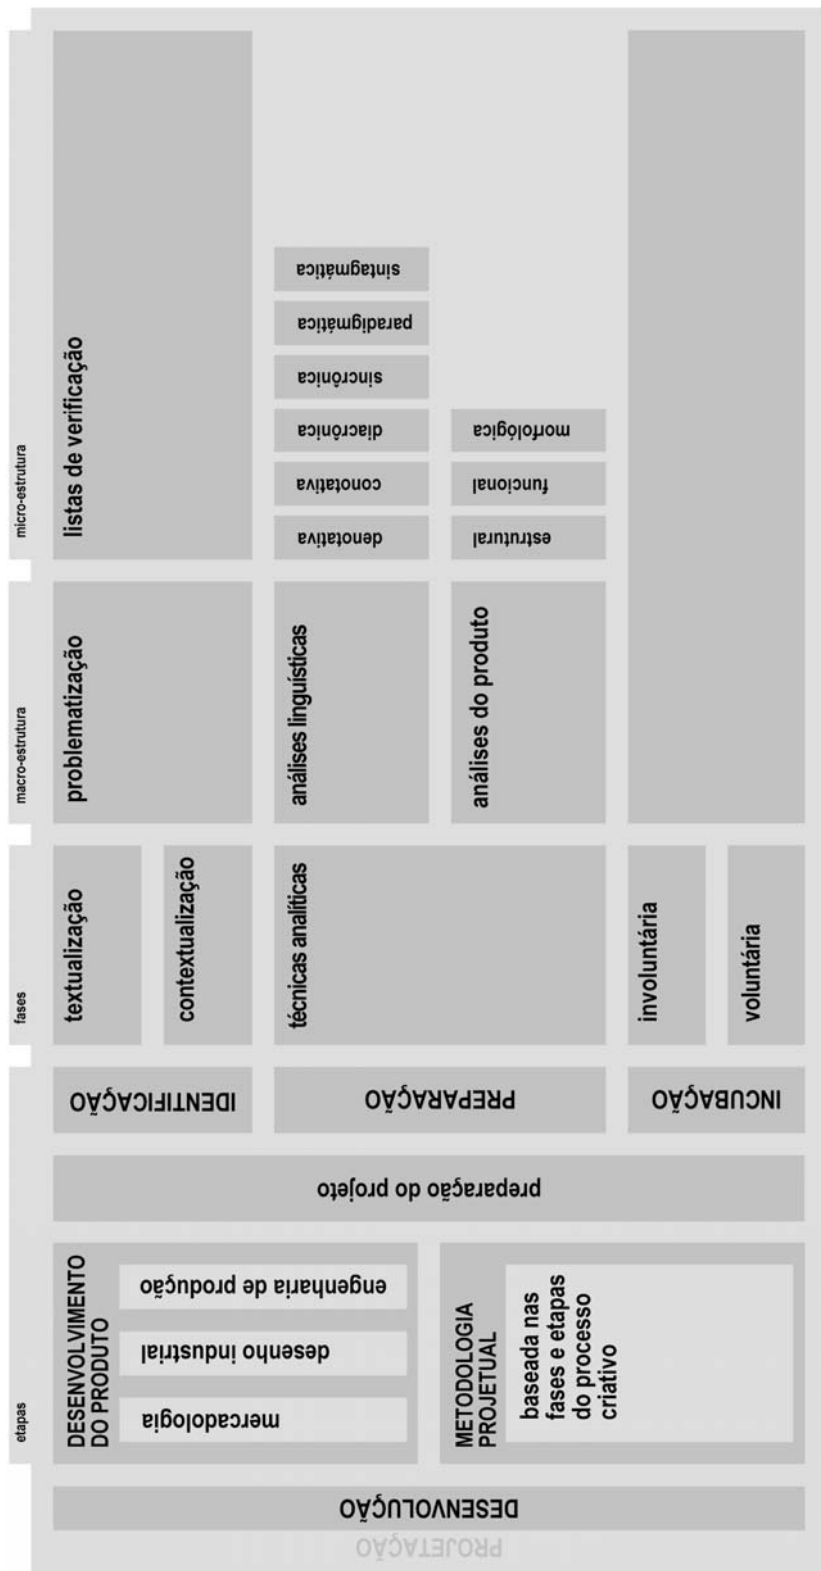 PROJETAÇÃO
DESENVOLUÇÃO
etapas
DESENVOLVIMENTO
DO PRODUTO
mercadologia
desenho industrial
engenharia de produção
METODOLOGIA
PROJETUAL
baseada nas
fases e etapas
do processo
criativo
preparação do projeto
IDENTIFICAÇÃO
PREPARAÇÃO
INCUBAÇÃO
fases
textualização
contextualização
técnicas analíticas
involuntária
voluntária
macro-estrutura
problematização
análises linguísticas
análises do produto
micro-estrutura
listas de verificação
denotativa
conotativa
diacrônica
sincrônica
paradigmática
sintagmática
estrutural
funcional
morfológica